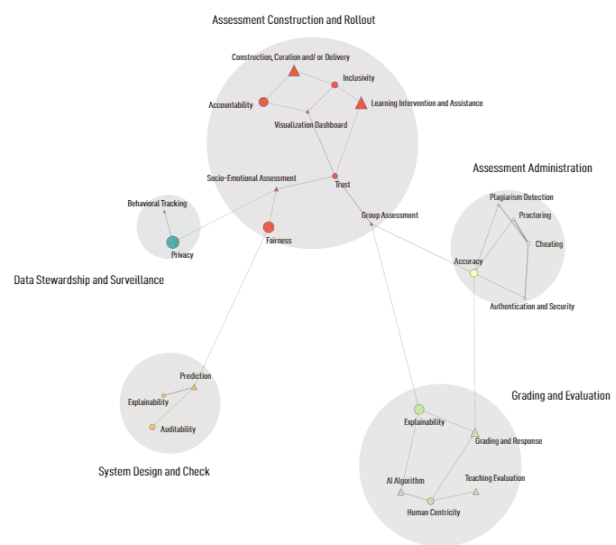 Assessment Construction and Rollout
Construction, Curation and/ or Delivery
Inclusivity
Accountability
Learning Intervention and Assistance
Visualization Dashboard
Socio-Emotional Assessment
Trust
Assessment Administration
Plagiarism Detection
Behavioral Tracking
Proctoring
Group Assessment
Cheating
Fairness
Privacy
Accuracy
Data Stewardship and Surveillance
Authentication and Security
Prediction
Explainability
Grading and Evaluation
Explainability
Auditability
Grading and Response
System Design and Check
AI Algorithm
Teaching Evaluation
Human Centricity